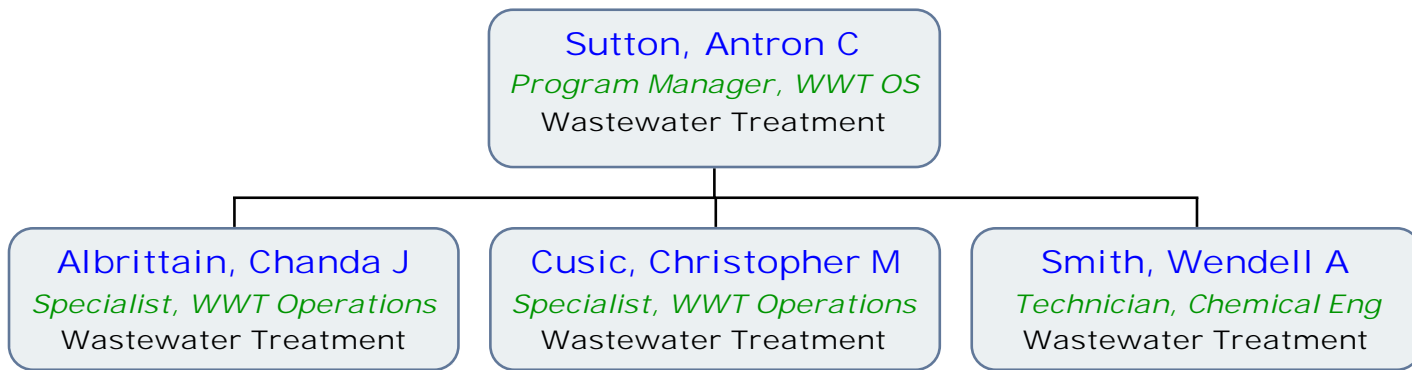 Sutton, Antron C
Program Manager, WWT OS
Wastewater Treatment
Albrittain, Chanda J
Specialist, WWT Operations
Wastewater Treatment
Cusic, Christopher M
Specialist, WWT Operations
Wastewater Treatment
Smith, Wendell A
Technician, Chemical Eng
Wastewater Treatment